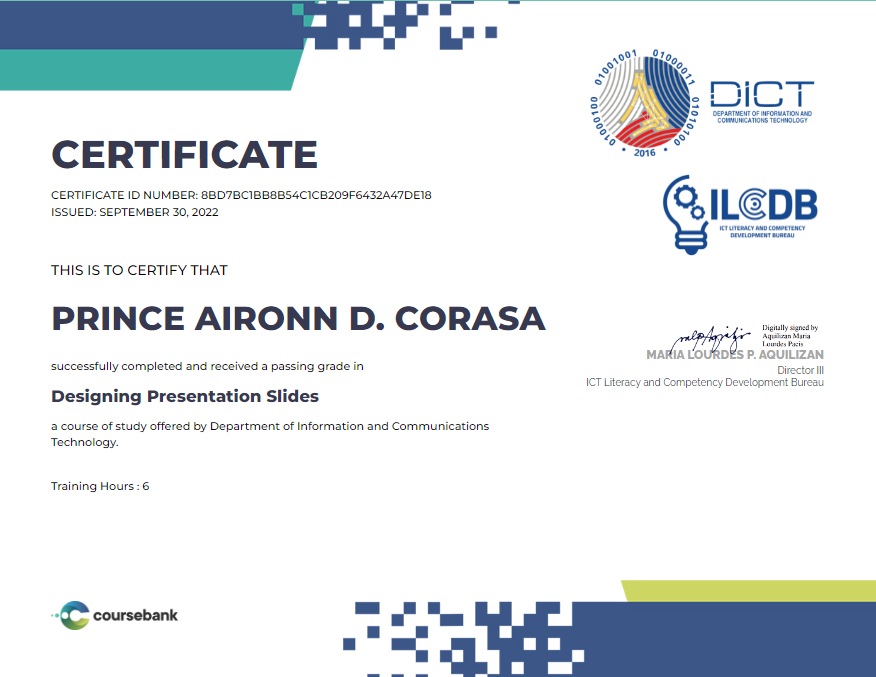 01001001 01000011
01000100
01010100
• 2016 •
DICT
DEPARTMENT OF INFORMATION AND
COMMUNICATIONS TECHNOLOGY
CERTIFICATE
CERTIFICATE ID NUMBER: 8BD7BC1BB8B54C1CB209F6432A47DE18
ISSUED: SEPTEMBER 30, 2022
ILCDB
ICT LITERACY AND COMPETENCY
DEVELOPMENT BUREAU
THIS IS TO CERTIFY THAT
PRINCE AIRONN D. CORASA
successfully completed and received a passing grade in
Designing Presentation Slides
a course of study offered by Department of Information and Communications
Technology.
Training Hours : 6
Digitally signed by
Aquilizan Maria
Lourdes Pacis
MARIA LOURDES P. AQUILIZAN
Director III
ICT Literacy and Competency Development Bureau
coursebank